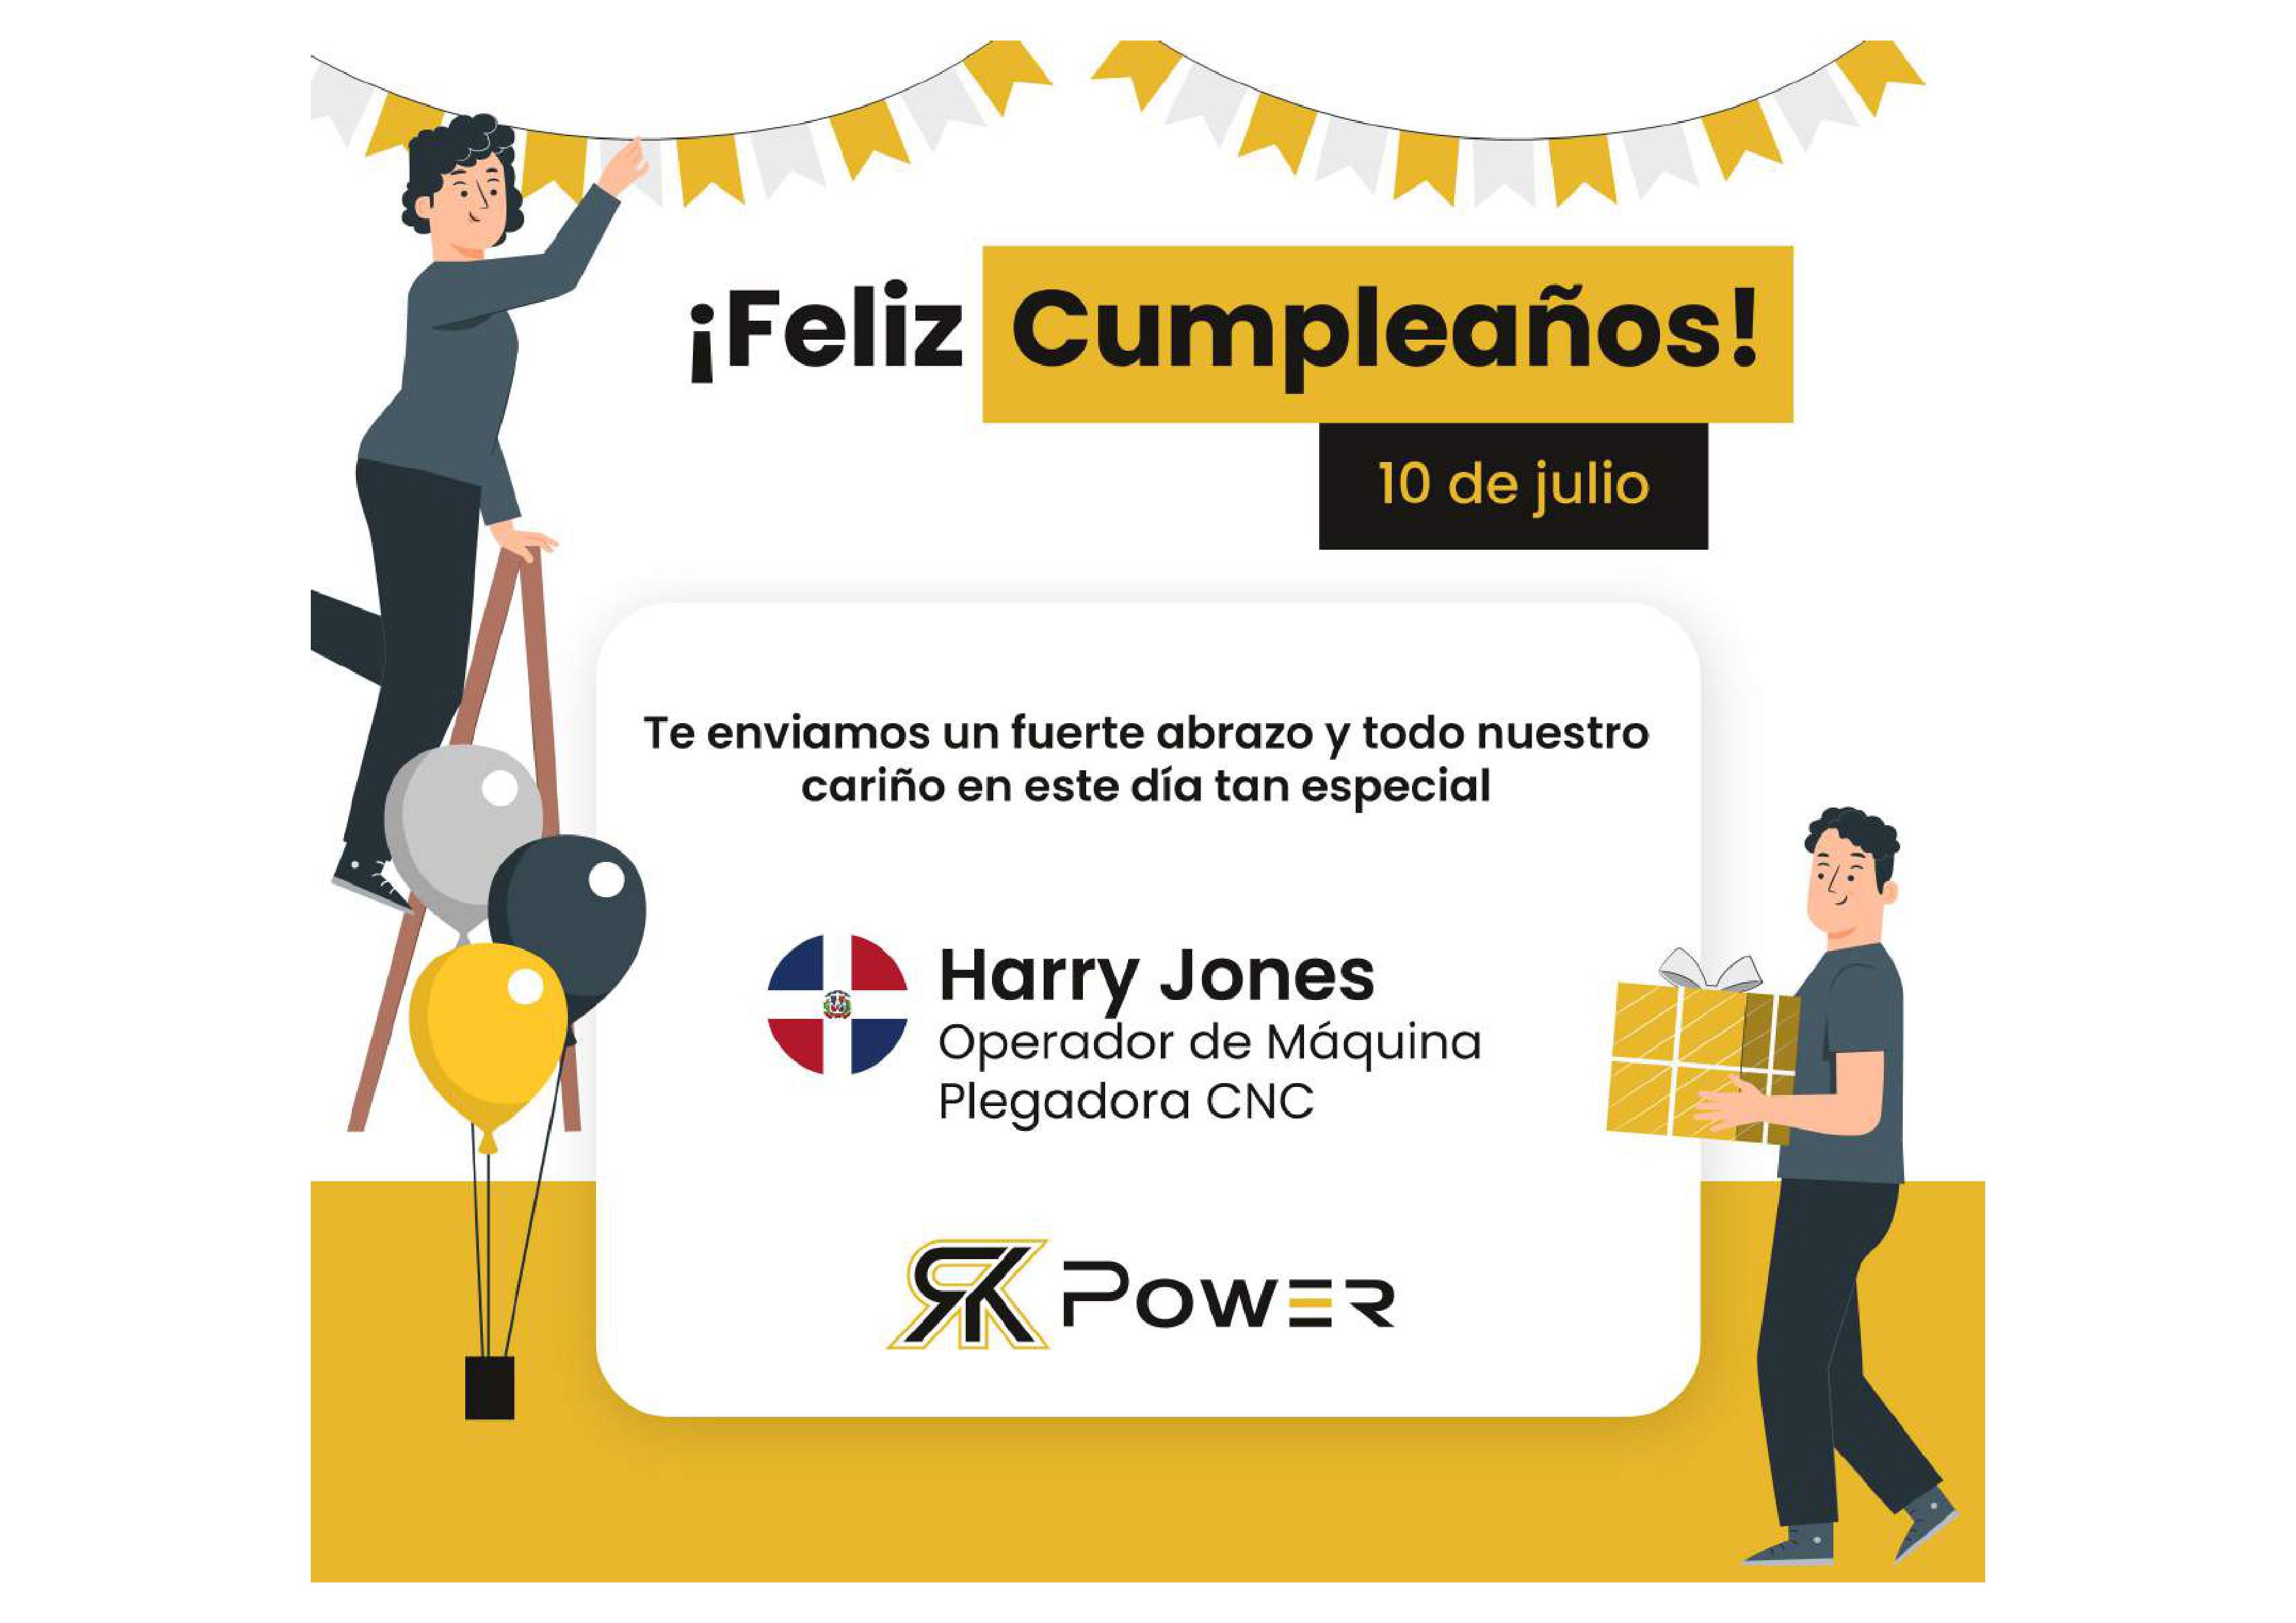 ¡Feliz Cumpleaños!
10 de julio
Te enviamos un fuerte abrazo y todo nuestro
cariño en este día tan especial
Harry Jones
Operador de Máquina
Plegadora CNC
RK POWER